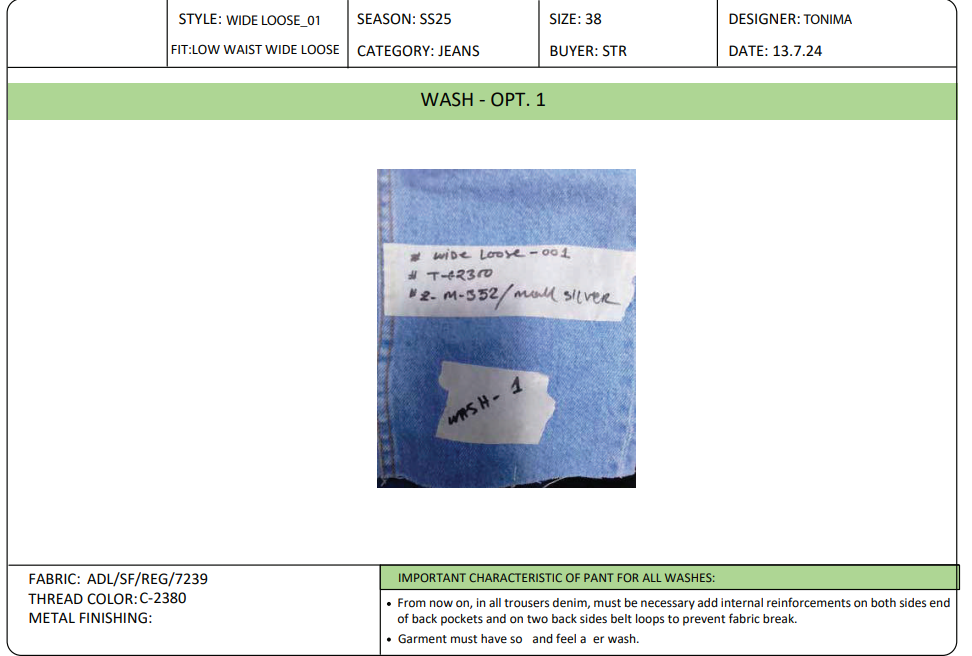 STYLE: WIDE LOOSE_01
FIT:LOW WAIST WIDE LOOSE
SEASON: SS25
CATEGORY: JEANS
SIZE: 38
BUYER: STR
DESIGNER: TONIMA
DATE: 13.7.24
WASH - OPT. 1
# WIDE LOOSE - 001
#
# 2- M-352/ SILVER
WASH - 1
FABRIC: ADL/SF/REG/7239
THREAD COLOR: C-2380
METAL FINISHING:
IMPORTANT CHARACTERISTIC OF PANT FOR ALL WASHES:
• From now on, in all trousers denim, must be necessary add internal reinforcements on both sides end
of back pockets and on two back sides belt loops to prevent fabric break.
• Garment must have so and feel a er wash.